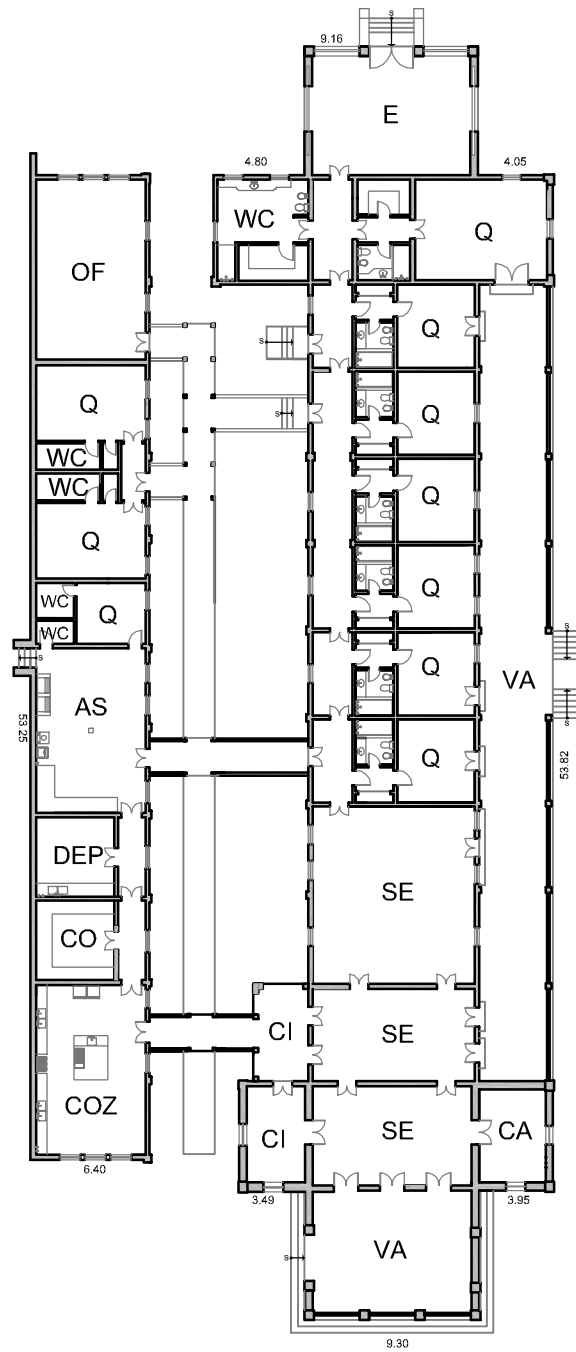 S
9.16
E
4.80
4.05
WC
Q
OF
Q
S
Q
S
Q
WC
WC
Q
Q
Q
WC
Q
WC
Q
S
S
AS
VA
S
53.25
Q
53.82
DEP
SE
CO
CI
SE
COZ
CI
SE
CA
6.40
3.49
3.95
VA
S
9.30